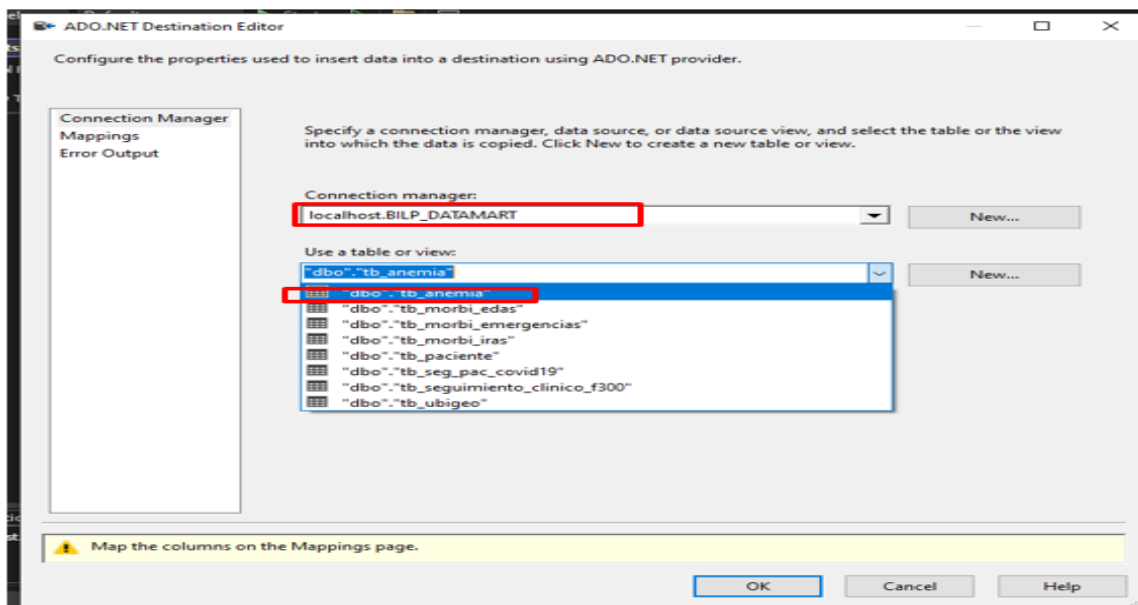 ADO.NET Destination Editor
Configure the properties used to insert data into a destination using ADO.NET provider.
Connection Manager
Mappings
Error Output
Specify a connection manager, data source, or data source view, and select the table or the view
into which the data is copied. Click New to create a new table or view.
Connection manager:
localhost.BILP_DATAMART
New...
Use a table or view:
"dbo"."tb_anemia"
New...
"dbo"."tb_anemia"
"dbo"."tb_morbi_edas"
"dbo"."tb_morbi_emergencias"
"dbo"."tb_morbi_iras"
"dbo"."tb_paciente"
"dbo"."tb_seg_pac_covid19"
"dbo"."tb_seguimiento_clinico_f300"
"dbo"."tb_ubigeo"
Map the columns on the Mappings page.
OK
Cancel
Help